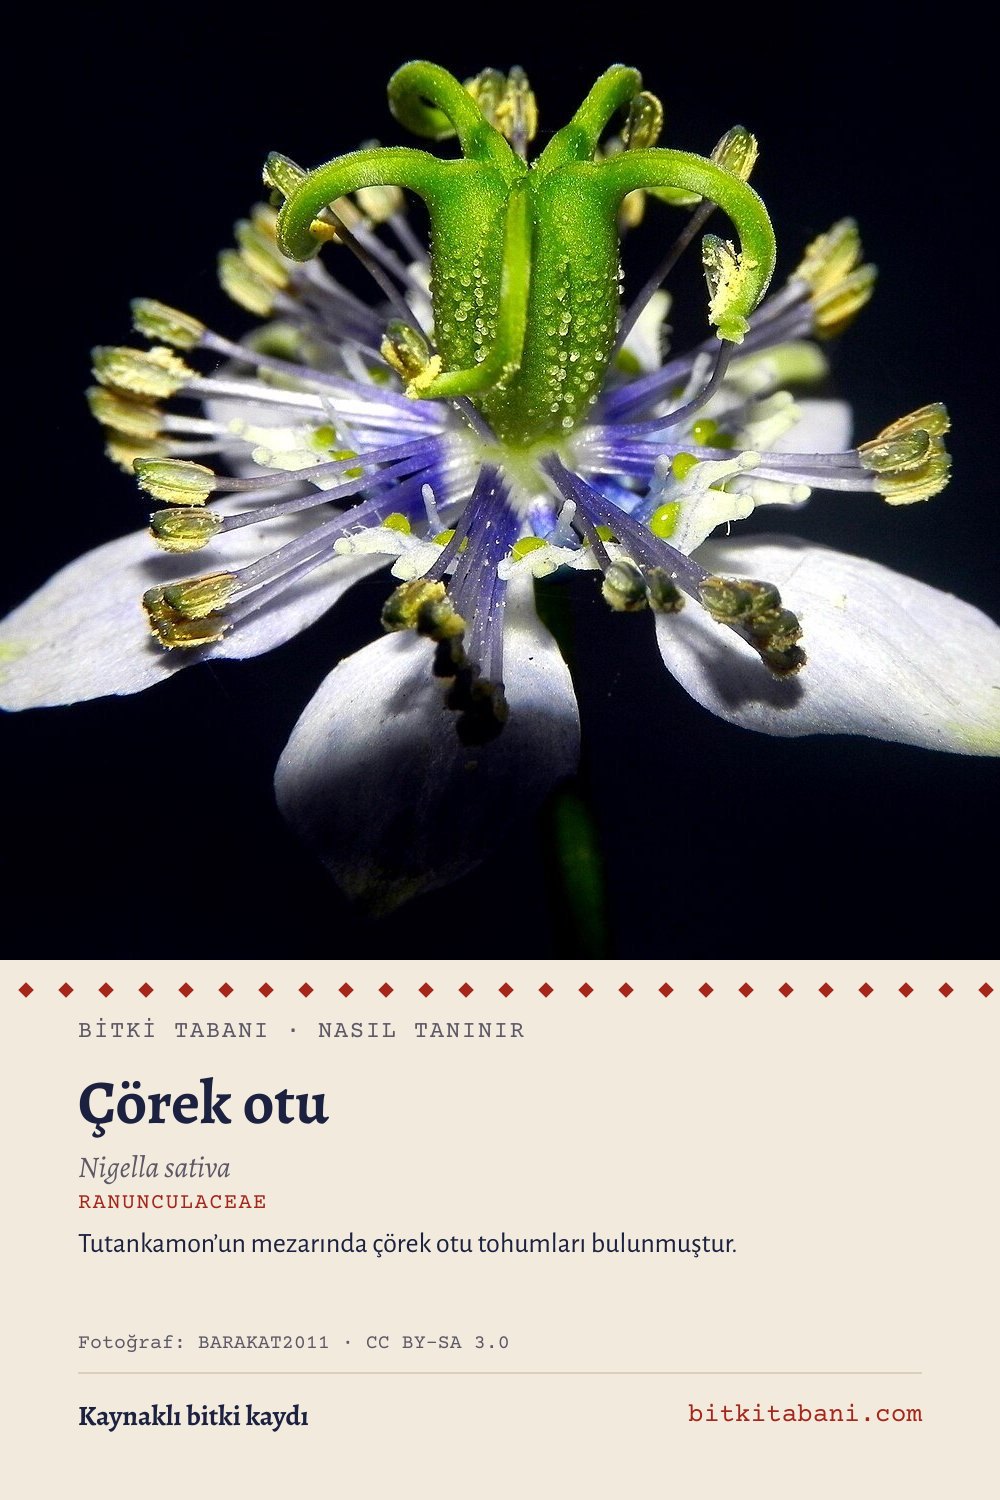 BİTKİ TABANI · NASIL TANINIR
Çörek otu
Nigella sativa
RANUNCULACEAE
Tutankamon’un mezarında çörek otu tohumları bulunmuştur.
Fotoğraf: BARAKAT2011 · CC BY-SA 3.0
Kaynaklı bitki kaydı
bitkitabani.com